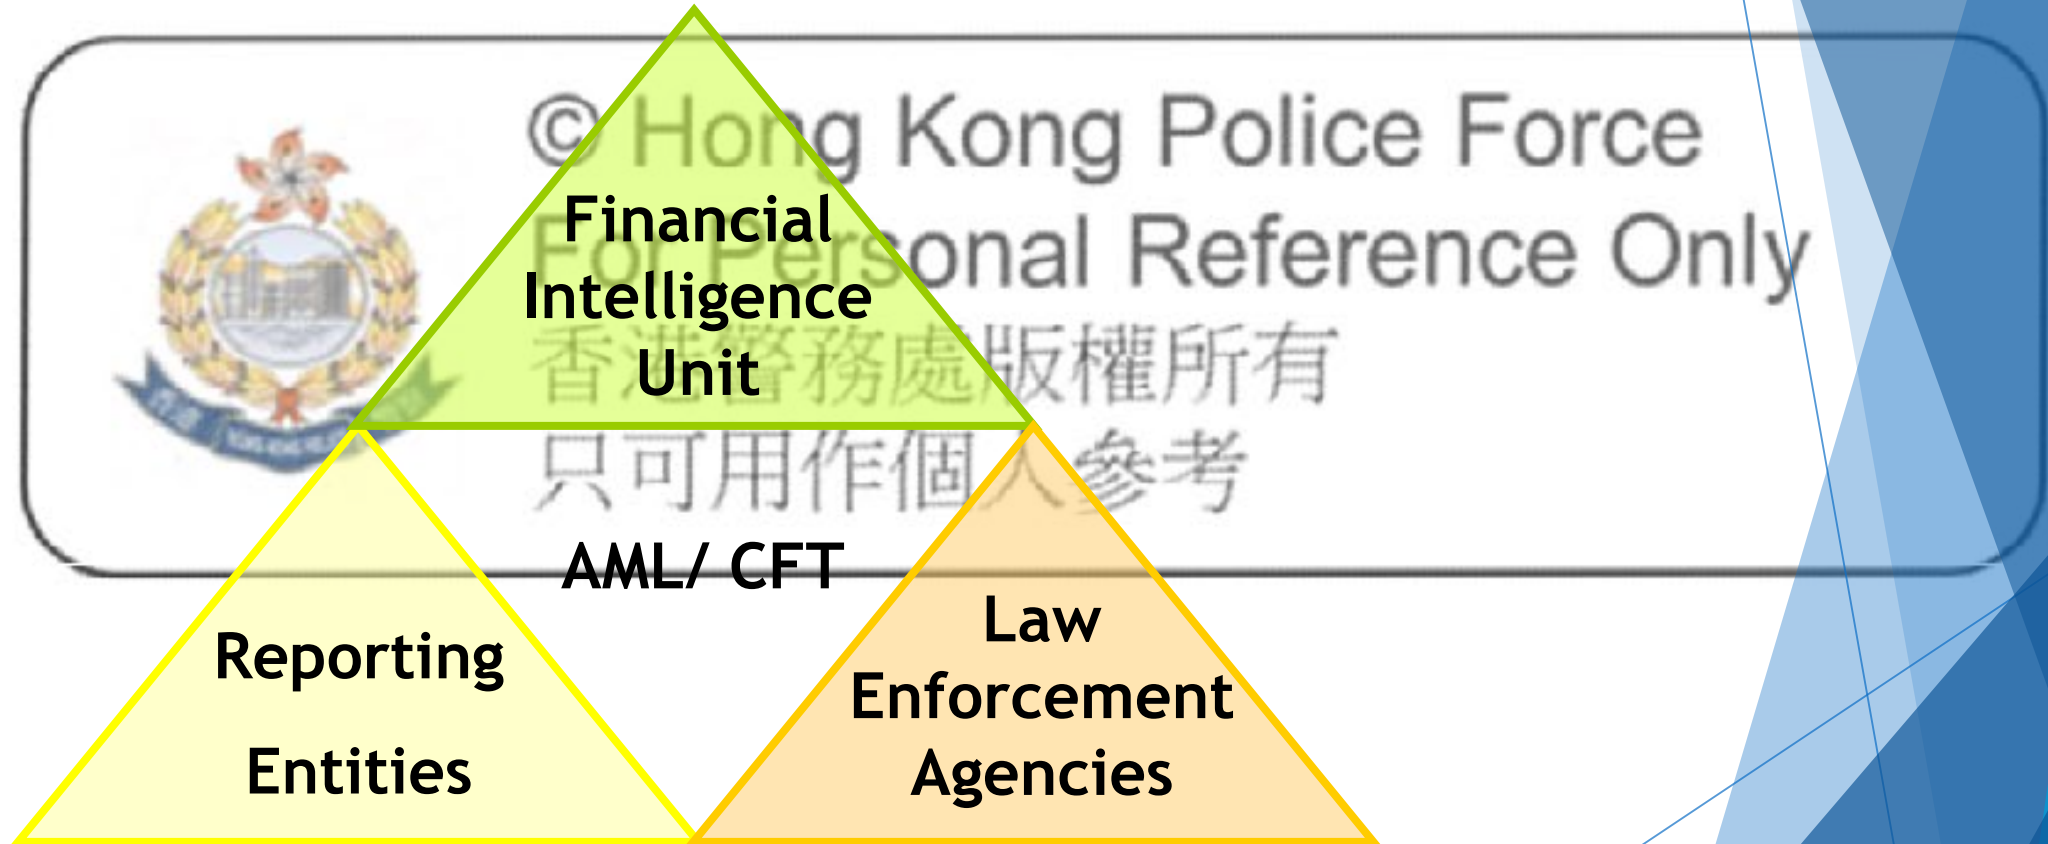 © Hong Kong Police Force
For Personal Reference Only
香港警務處版權所有
只可用作個人參考
Financial
Intelligence
Unit
AML/ CFT
Reporting
Entities
Law
Enforcement
Agencies